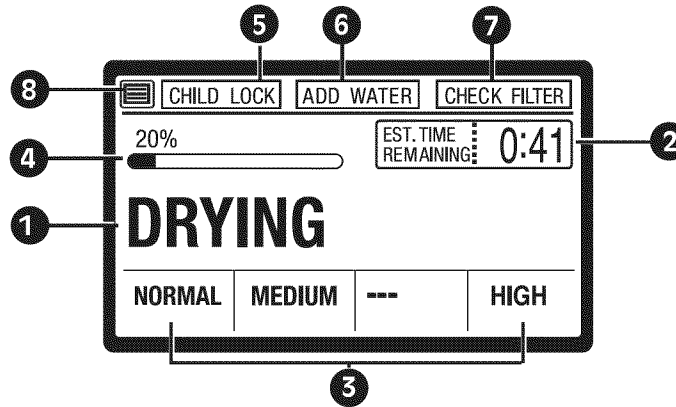 5 6 7
8 CHILD LOCK ADD WATER CHECK FILTER
20% EST. TIME
REMAINING 0:41 2
4
1 DRYING
NORMAL MEDIUM --- HIGH
3